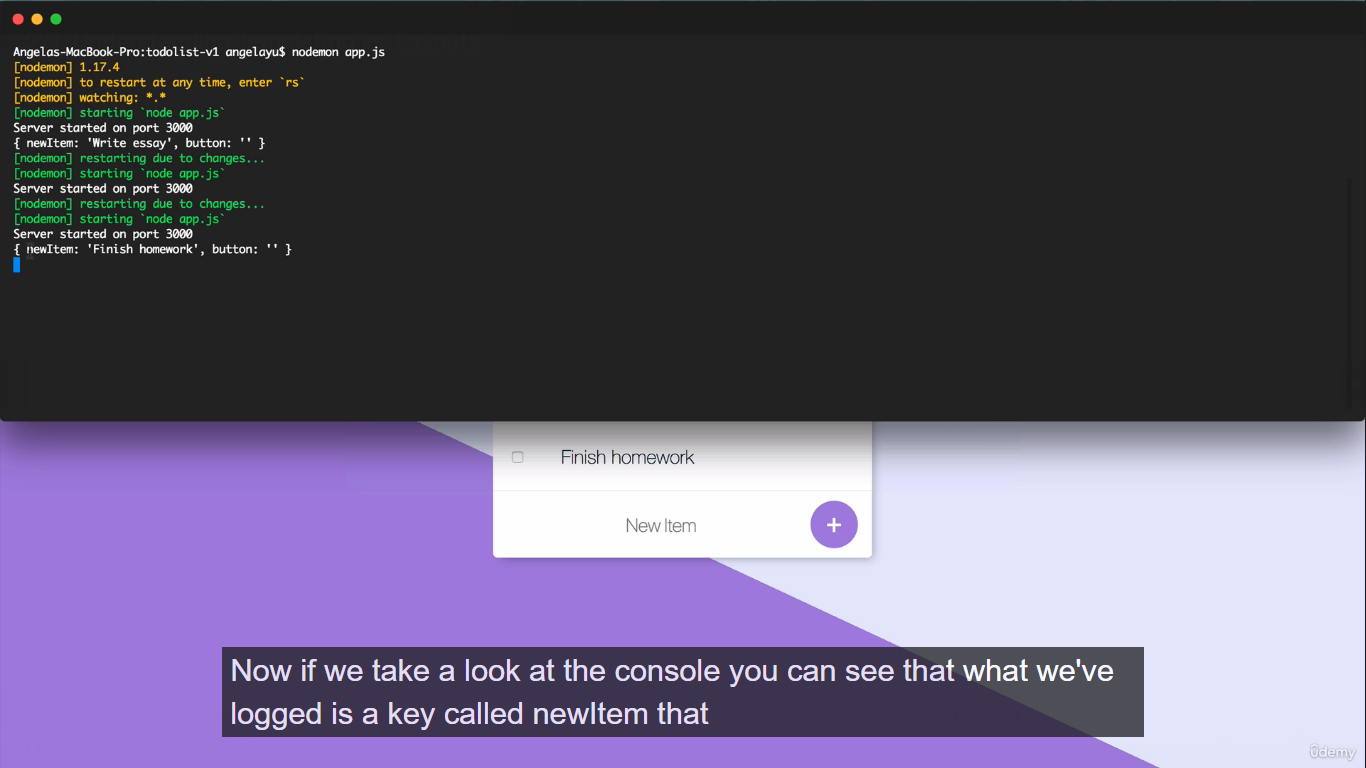 Angelas-MacBook-Pro:todolist-v1 angelayu$ nodemon app.js
[nodemon] 1.17.4
[nodemon] to restart at any time, enter `rs`
[nodemon] watching: *.*
[nodemon] starting `node app.js`
Server started on port 3000
{ newItem: 'Write essay', button: '' }
[nodemon] restarting due to changes...
[nodemon] starting `node app.js`
Server started on port 3000
[nodemon] restarting due to changes...
[nodemon] starting `node app.js`
Server started on port 3000
{ newItem: 'Finish homework', button: '' }
Finish homework
New Item
+
Now if we take a look at the console you can see that what we've
logged is a key called newItem that
ûdemy